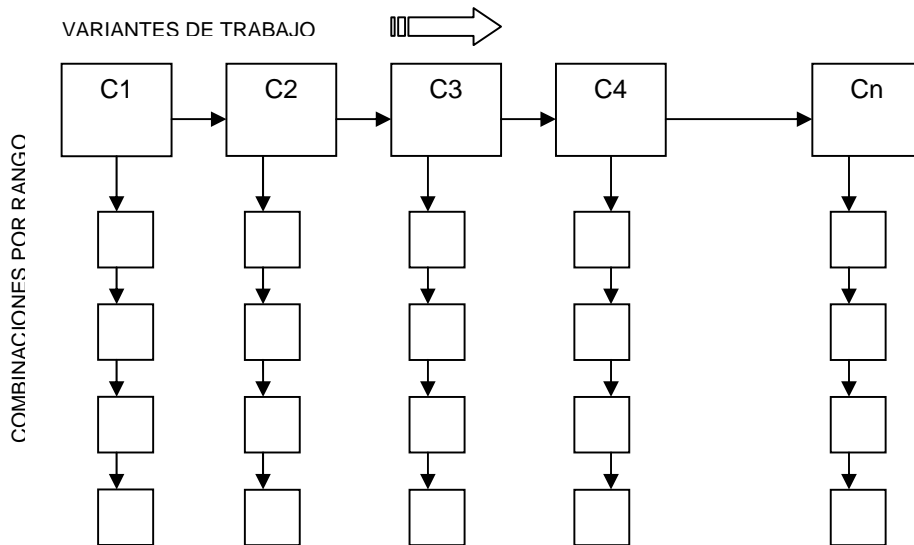 VARIANTES DE TRABAJO
C1
C2
C3
C4
Cn
COMBINACIONES POR RANGO